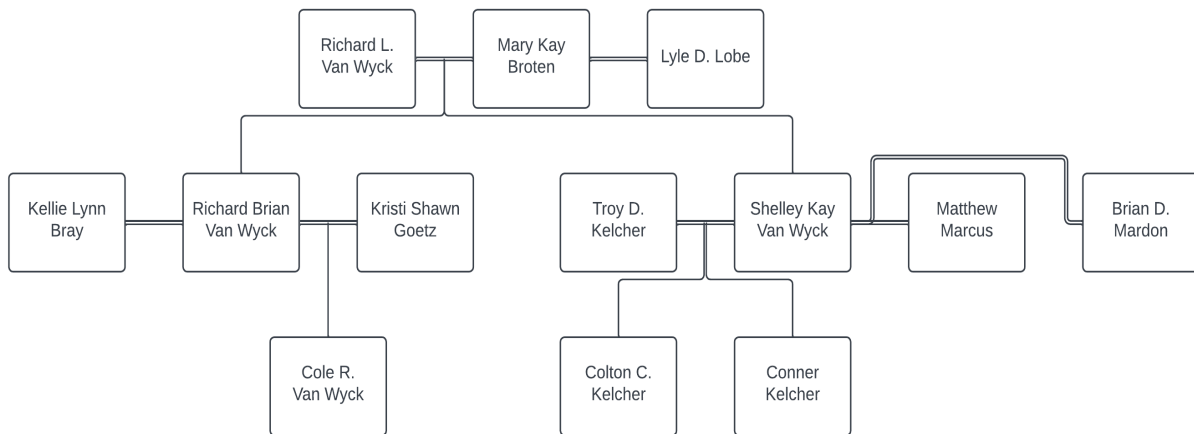 Richard L.
Van Wyck
Mary Kay
Broten
Lyle D. Lobe
Kellie Lynn
Bray
Richard Brian
Van Wyck
Kristi Shawn
Goetz
Troy D.
Kelcher
Shelley Kay
Van Wyck
Matthew
Marcus
Brian D.
Mardon
Cole R.
Van Wyck
Colton C.
Kelcher
Conner
Kelcher